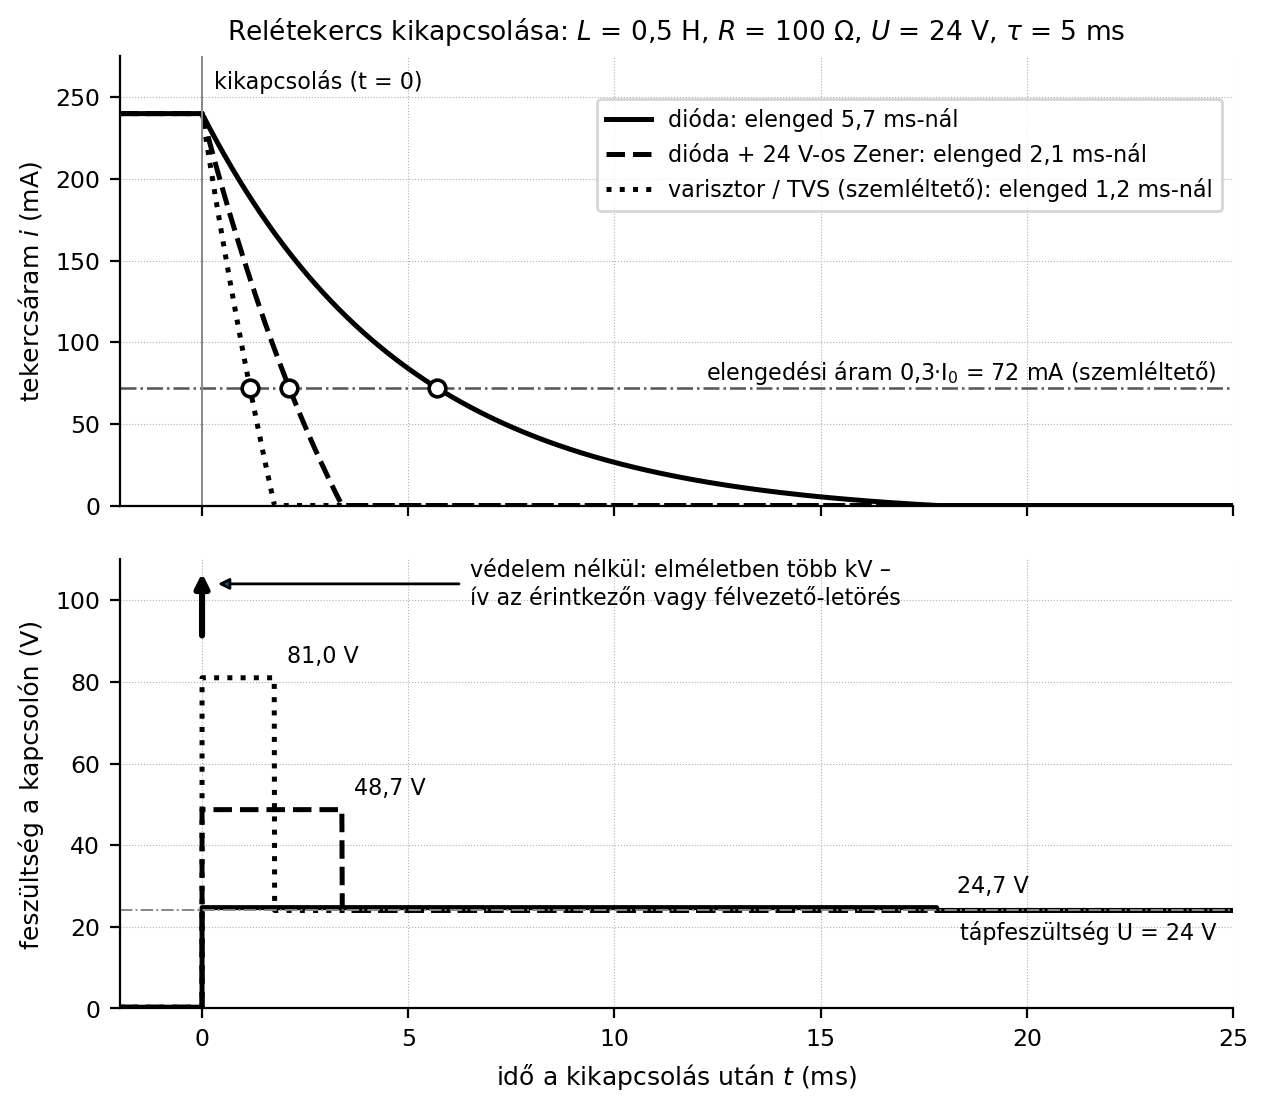 Relétekercs kikapcsolása: L = 0,5 H, R = 100 Ω, U = 24 V, τ = 5 ms
kikapcsolás (t = 0)
dióda: elenged 5,7 ms-nál
dióda + 24 V-os Zener: elenged 2,1 ms-nál
varisztor / TVS (szemléltető): elenged 1,2 ms-nál
elengedési áram 0,3·I₀ = 72 mA (szemléltető)
tekercsáram i (mA)
250
200
150
100
50
0
védelem nélkül: elméletben több kV –
ív az érintkezőn vagy félvezető-letörés
81,0 V
48,7 V
24,7 V
tápfeszültség U = 24 V
feszültség a kapcsolón (V)
100
80
60
40
20
0
0 5 10 15 20 25
idő a kikapcsolás után t (ms)